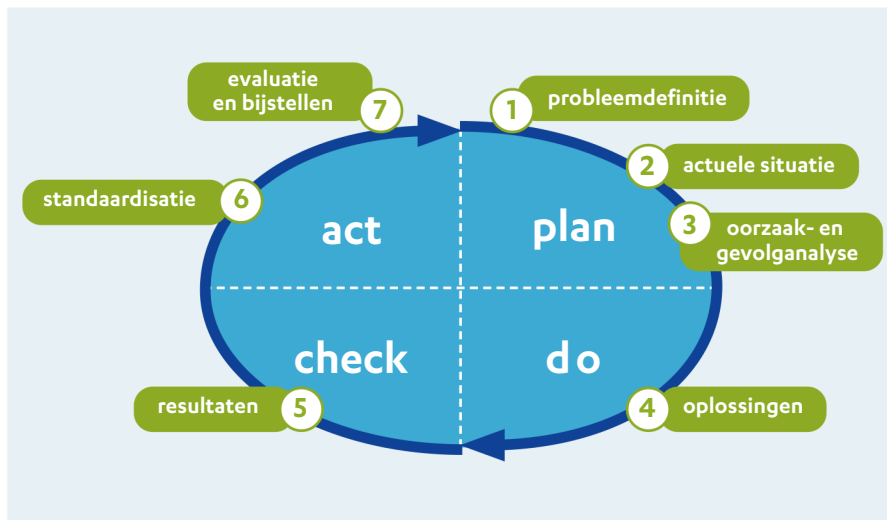 1 probleemdefinitie
2 actuele situatie
3 oorzaak- en
gevolganalyse
4 oplossingen
5 resultaten
6 standaardisatie
7 evaluatie
en bijstellen
plan
do
check
act